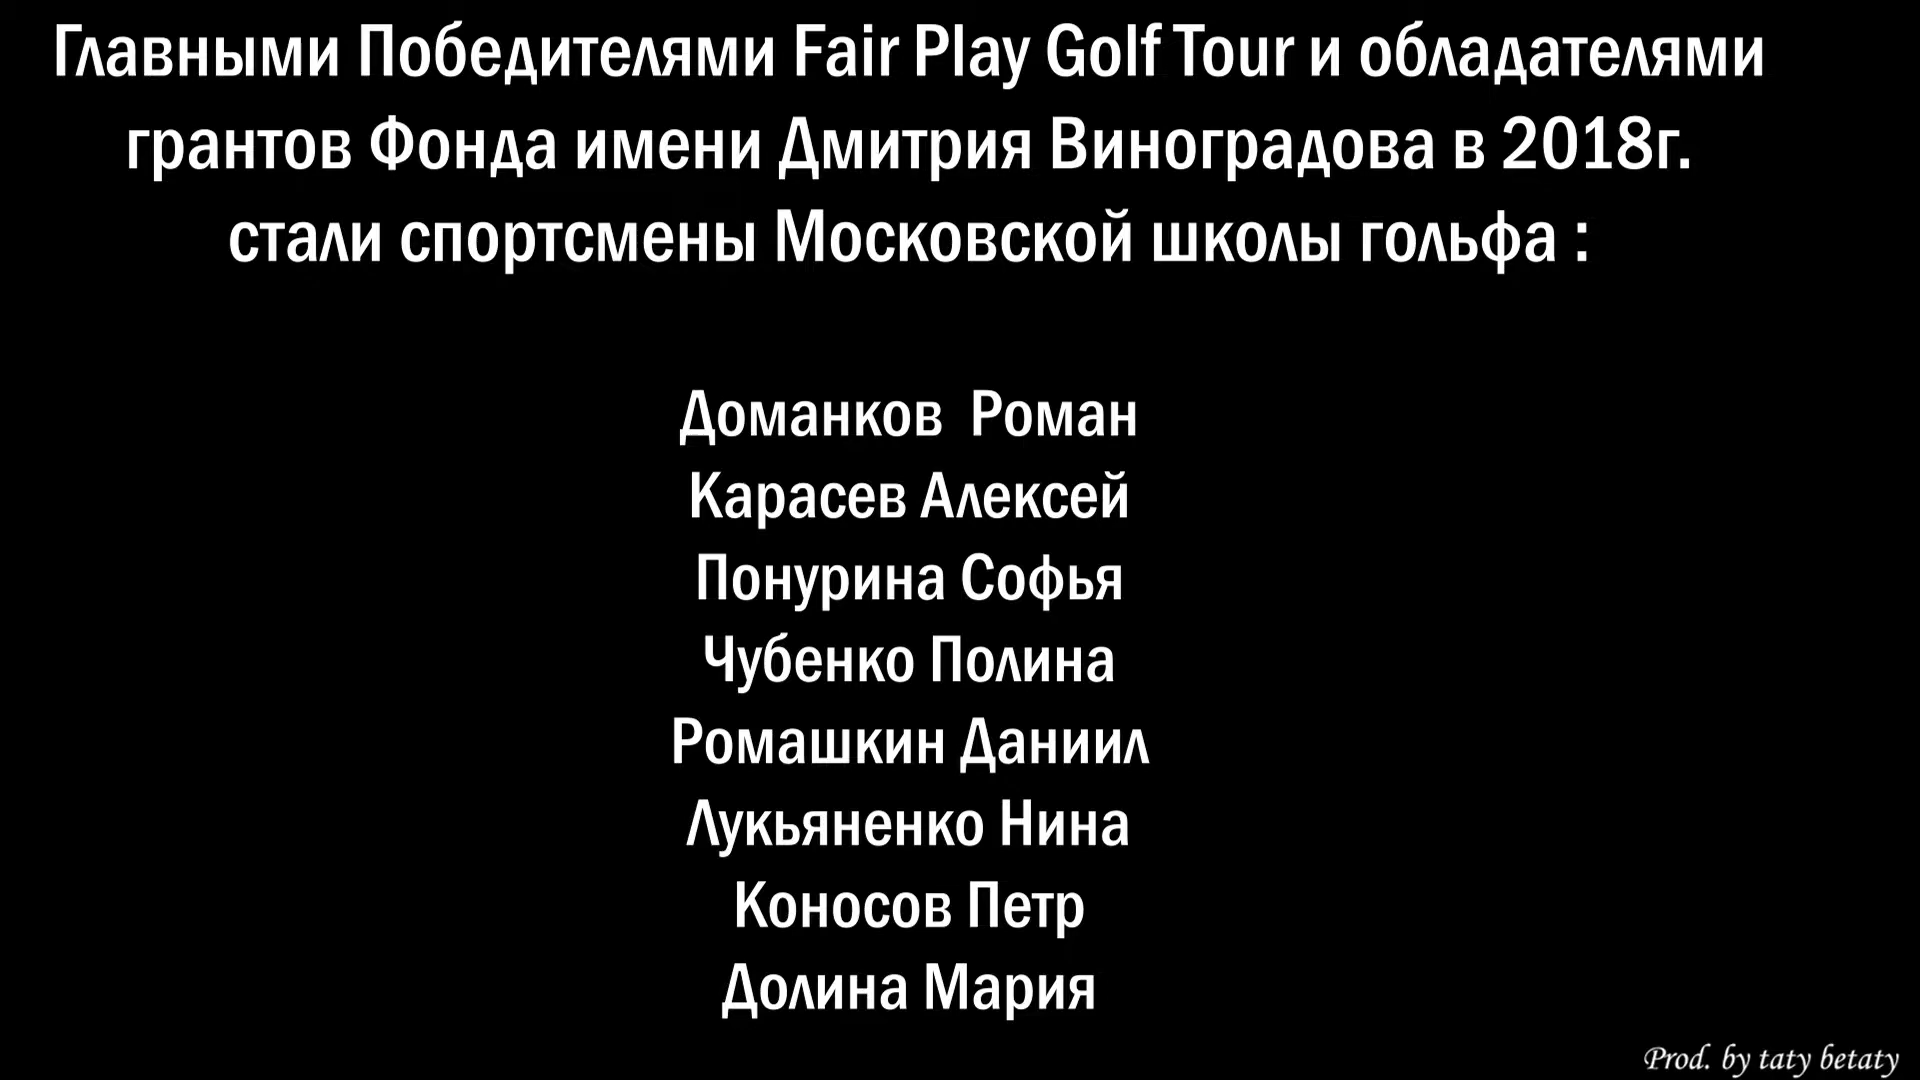 Главными Победителями Fair Play Golf Tour и обладателями
грантов Фонда имени Дмитрия Виноградова в 2018г.
стали спортсмены Московской школы гольфа :
Доманков Роман
Карасев Алексей
Понурина Софья
Чубенко Полина
Ромашкин Даниил
Лукьяненко Нина
Коносов Петр
Долина Мария
Prod. by taty betaty